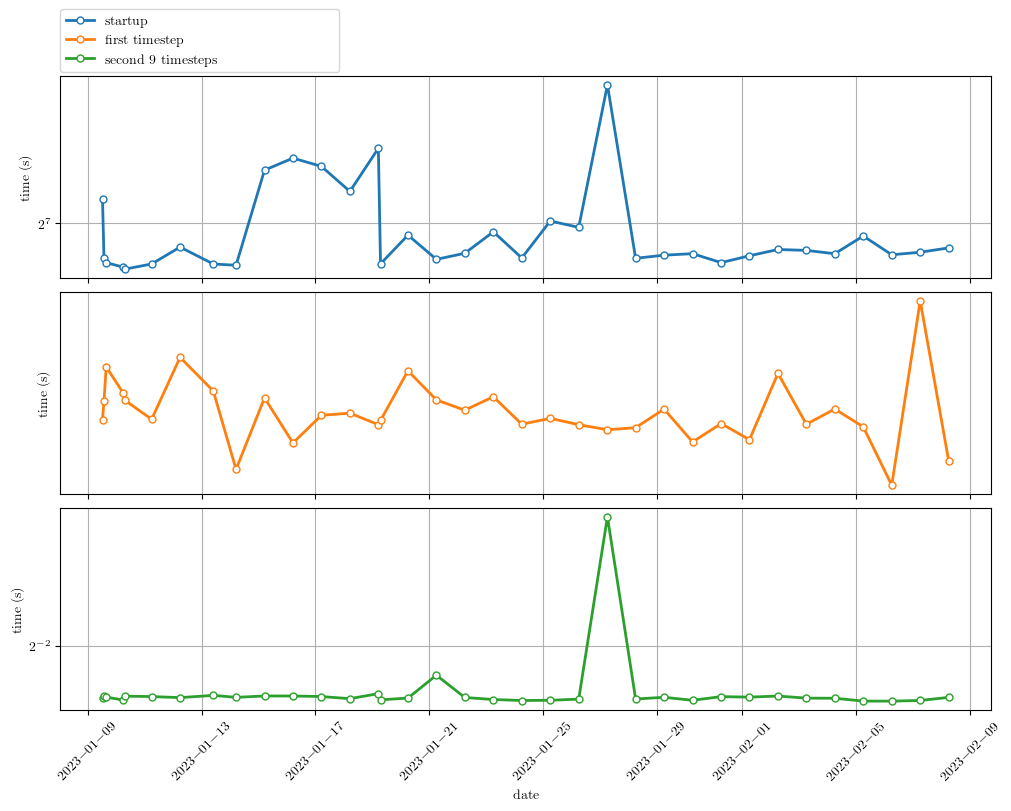 startup
first timestep
second 9 timesteps
time (s)
2⁷
time (s)
time (s)
2⁻²
2023−01−09
2023−01−13
2023−01−17
2023−01−21
2023−01−25
2023−01−29
2023−02−01
2023−02−05
2023−02−09
date